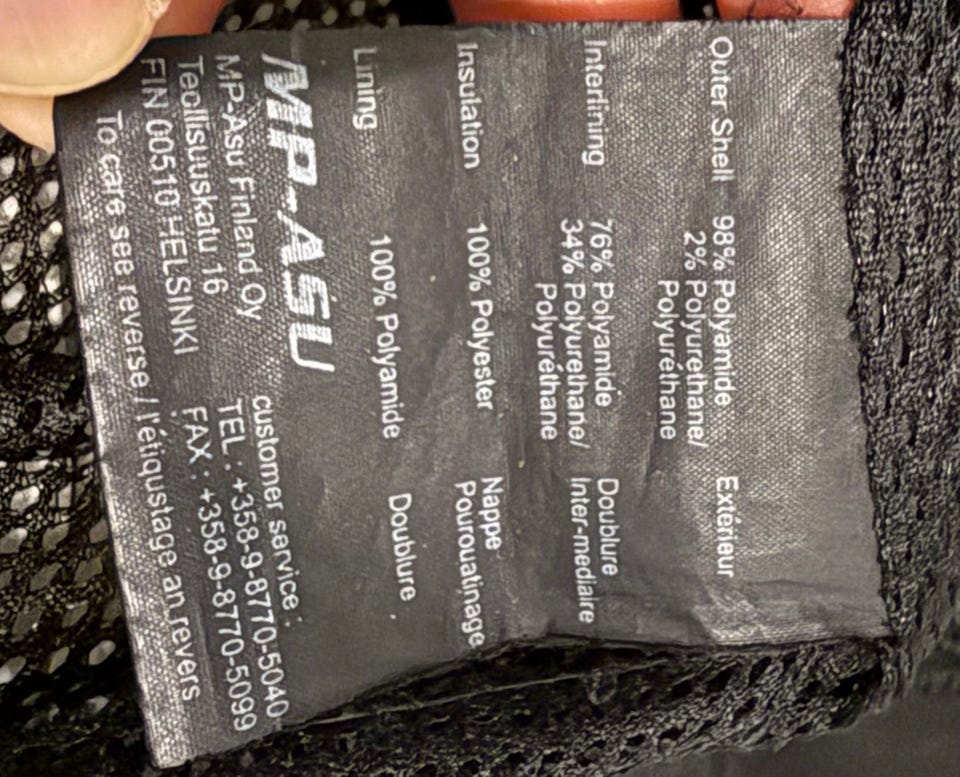 Outer Shell 98% Polyamide Extérieur
2% Polyurethane/
Polyuréthane
Interlining 76% Polyamide Doublure
34% Polyurethane/ Inter-mediaire
Polyuréthane
Insulation 100% Polyester Nappe
Pourouatinage
Lining 100% Polyamide Doublure
MP-ASU
MP-Asu Finland Oy customer service :
Teollisuuskatu 16 TEL : +358-9-8770-5040
FIN 00510 HELSINKI FAX : +358-9-8770-5099
To care see reverse / l'étiqustage an revers